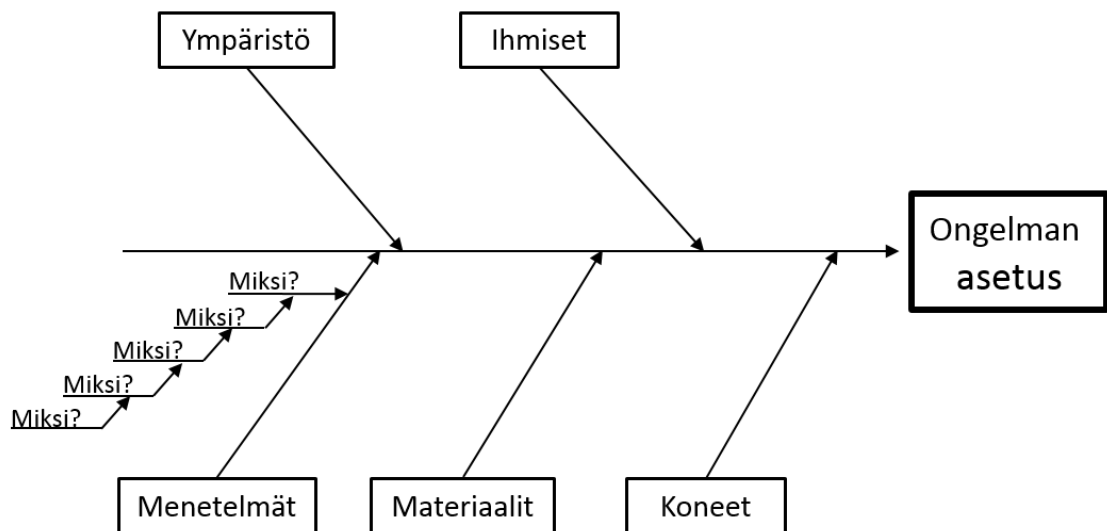 Ympäristö
Ihmiset
Ongelman
asetus
Miksi?
Miksi?
Miksi?
Miksi?
Miksi?
Menetelmät
Materiaalit
Koneet